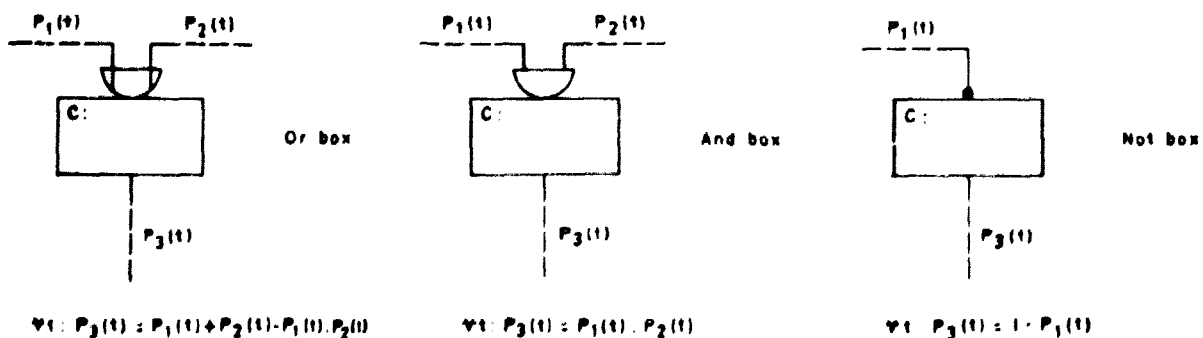 P₁(t) P₂(t) P₁(t) P₂(t) P₁(t)
C: C: C:
Or box And box Not box
P₃(t) P₃(t) P₃(t)
∀t: P₃(t) = P₁(t) + P₂(t) - P₁(t).P₂(t) ∀t: P₃(t) = P₁(t) . P₂(t) ∀t P₃(t) = 1 - P₁(t)